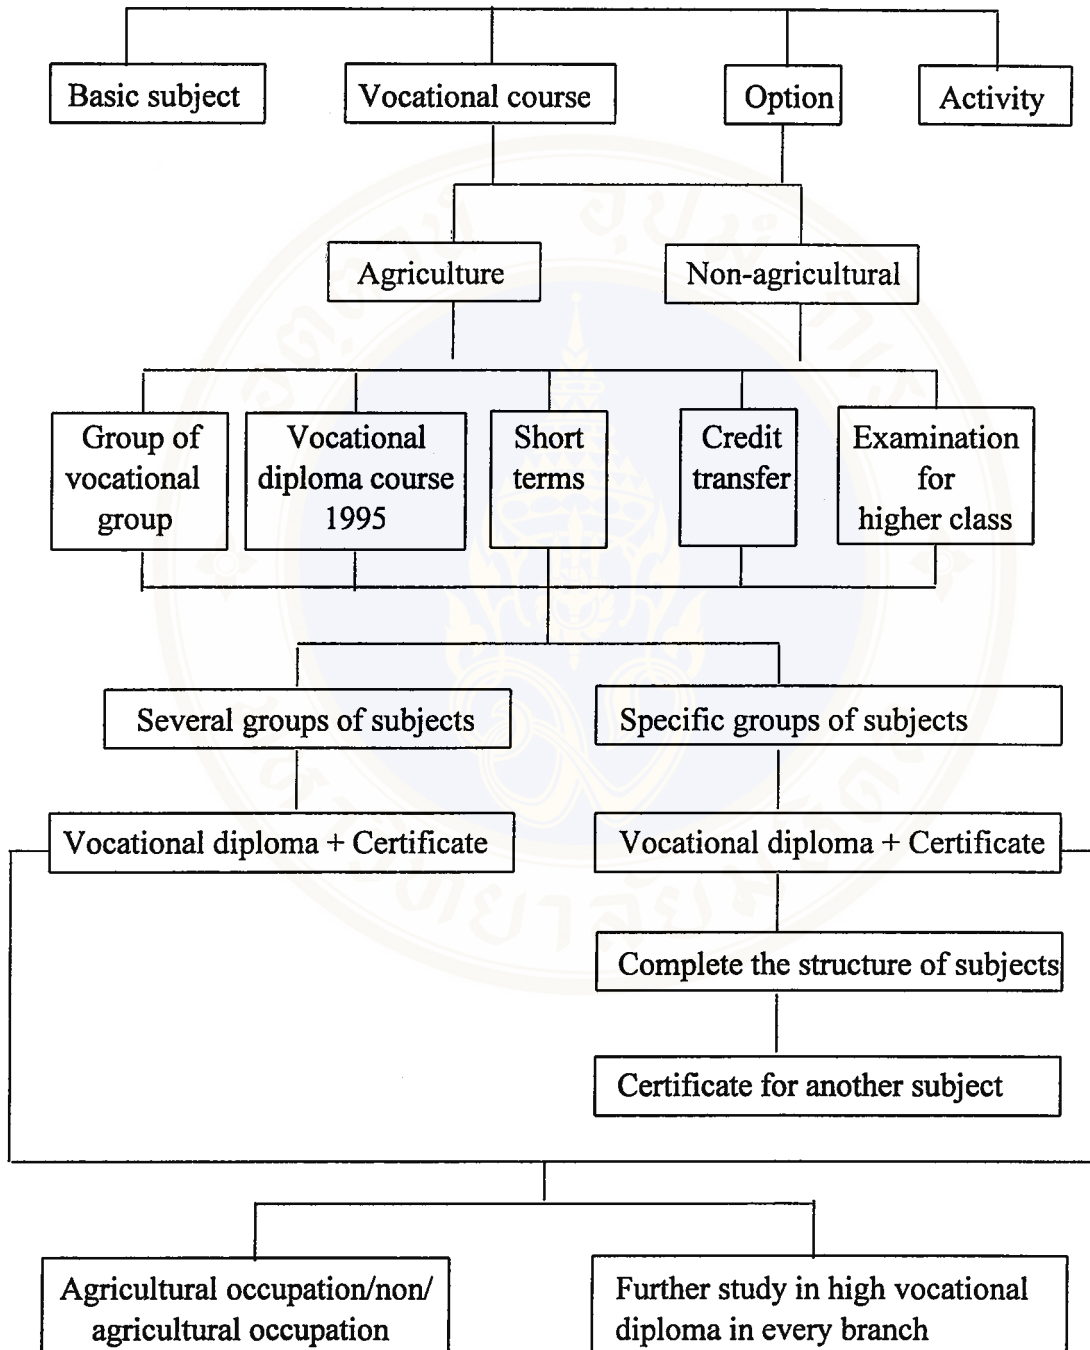 Basic subject
Vocational course
Option
Activity
Agriculture
Non-agricultural
Group of
vocational
group
Vocational
diploma course
1995
Short
terms
Credit
transfer
Examination
for
higher class
Several groups of subjects
Specific groups of subjects
Vocational diploma + Certificate
Vocational diploma + Certificate
Complete the structure of subjects
Certificate for another subject
Agricultural occupation/non/
agricultural occupation
Further study in high vocational
diploma in every branch